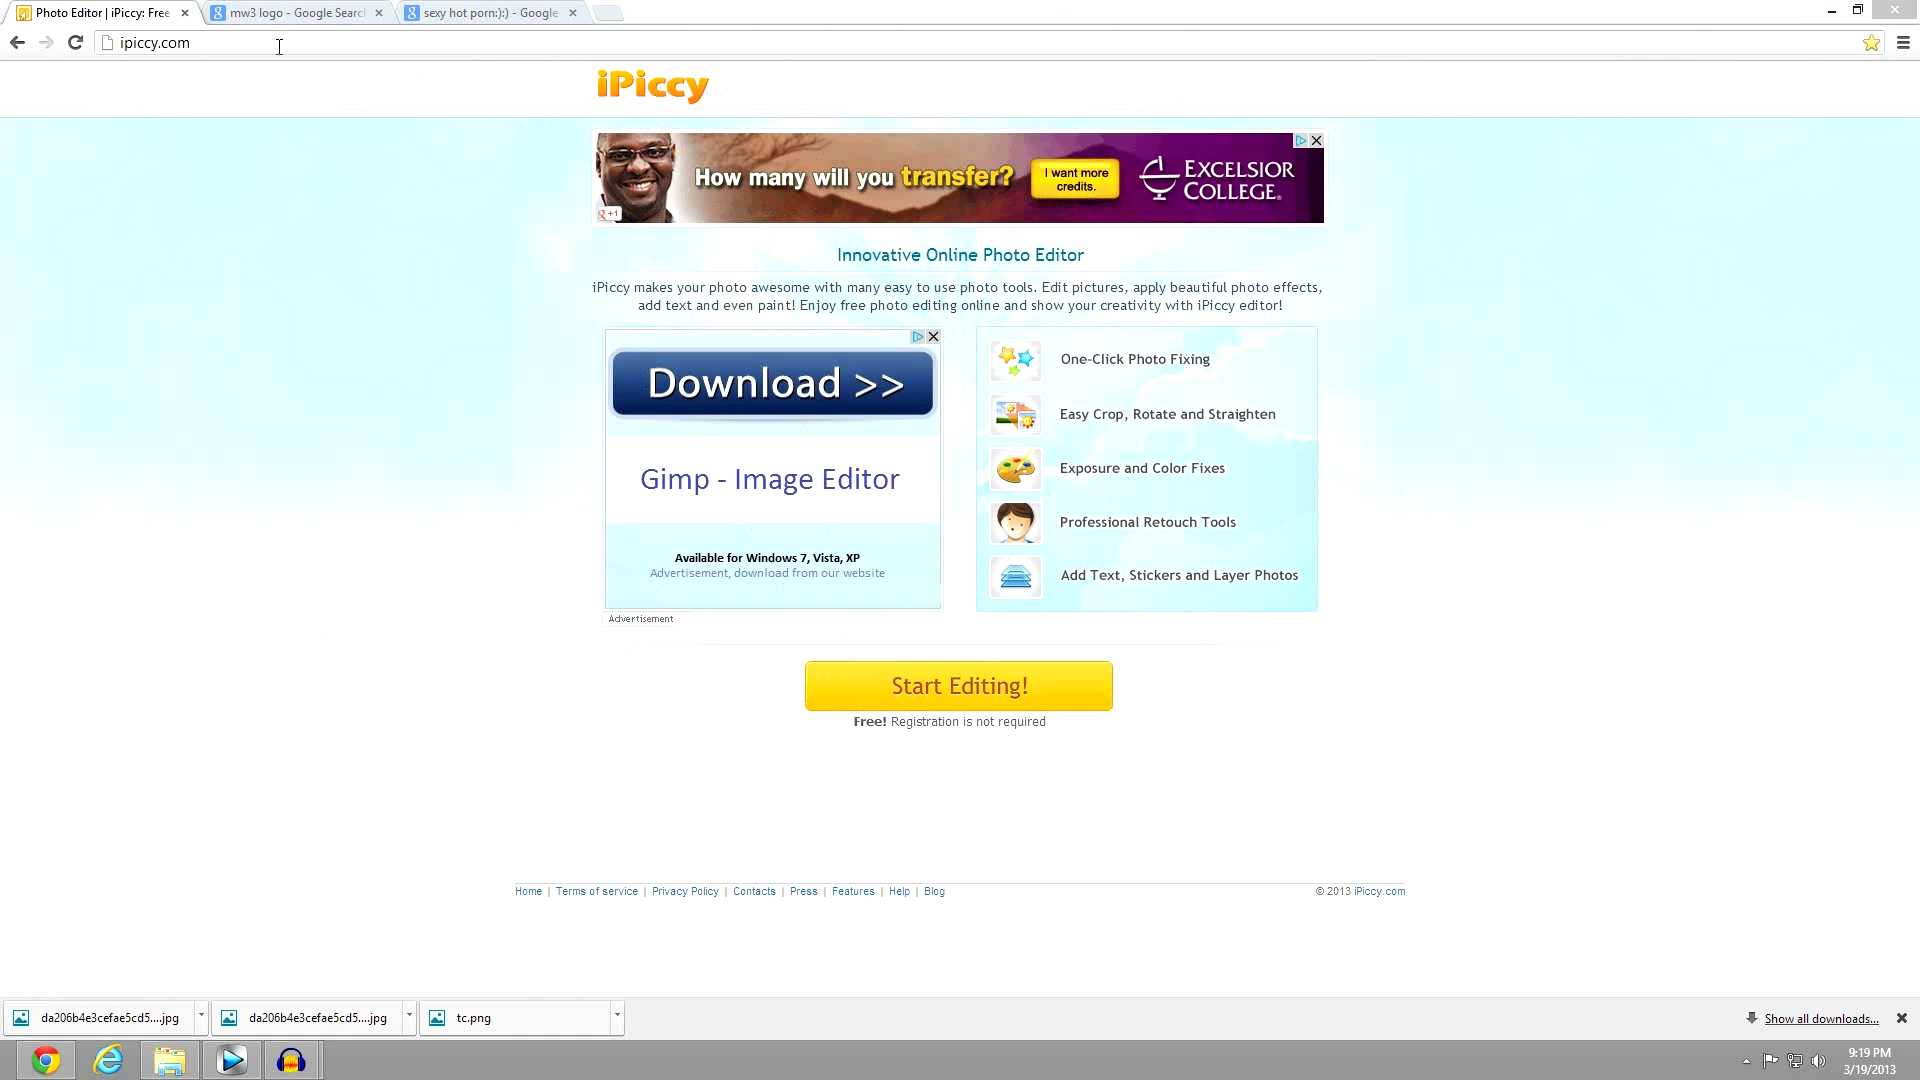 Photo Editor | iPiccy: Free
mw3 logo - Google Search
sexy hot porn:):) - Google
ipiccy.com
iPiccy
How many will you transfer?
I want more
credits.
EXCELSIOR
COLLEGE
+1
Innovative Online Photo Editor
iPiccy makes your photo awesome with many easy to use photo tools. Edit pictures, apply beautiful photo effects,
add text and even paint! Enjoy free photo editing online and show your creativity with iPiccy editor!
Download >>
Gimp - Image Editor
Available for Windows 7, Vista, XP
Advertisement, download from our website
Advertisement
One-Click Photo Fixing
Easy Crop, Rotate and Straighten
Exposure and Color Fixes
Professional Retouch Tools
Add Text, Stickers and Layer Photos
Start Editing!
Free! Registration is not required
Home | Terms of service | Privacy Policy | Contacts | Press | Features | Help | Blog
© 2013 iPiccy.com
da206b4e3cefae5cd5....jpg
da206b4e3cefae5cd5....jpg
tc.png
Show all downloads...
9:19 PM
3/19/2013